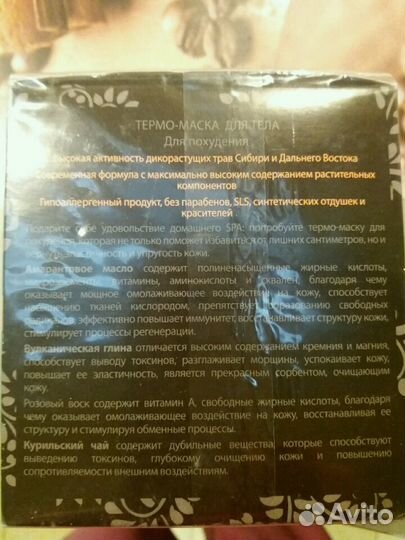 ТЕРМО-МАСКА ДЛЯ ТЕЛА
Для похудения
Высокая активность дикорастущих трав Сибири и Дальнего Востока
Современная формула с максимально высоким содержанием растительных
компонентов
Гипоаллергенный продукт, без парабенов, SLS, синтетических отдушек и
красителей
Подарите себе удовольствие домашнего SPA: попробуйте термо-маску для
похудения, которая не только поможет избавиться от лишних сантиметров, но и
вернуть эластичность и упругость кожи.
Амарантовое масло содержит полиненасыщенные жирные кислоты,
витамины, аминокислоты и сквален, благодаря чему
оказывает мощное омолаживающее воздействие на кожу, способствует
насыщению тканей кислородом, препятствует образованию свободных
радикалов, эффективно повышает иммунитет, восстанавливает структуру кожи,
стимулирует процессы регенерации.
Вулканическая глина отличается высоким содержанием кремния и магния,
способствует выводу токсинов, разглаживает морщины, успокаивает кожу,
повышает ее эластичность, является прекрасным сорбентом, очищающим
кожу.
Розовый воск содержит витамин А, свободные жирные кислоты, благодаря
чему оказывает омолаживающее воздействие на кожу, восстанавливая ее
структуру и стимулируя обменные процессы.
Курильский чай содержит дубильные вещества, которые способствуют
выведению токсинов, глубокому очищению кожи и повышению
сопротивляемости внешним воздействиям.
Avito